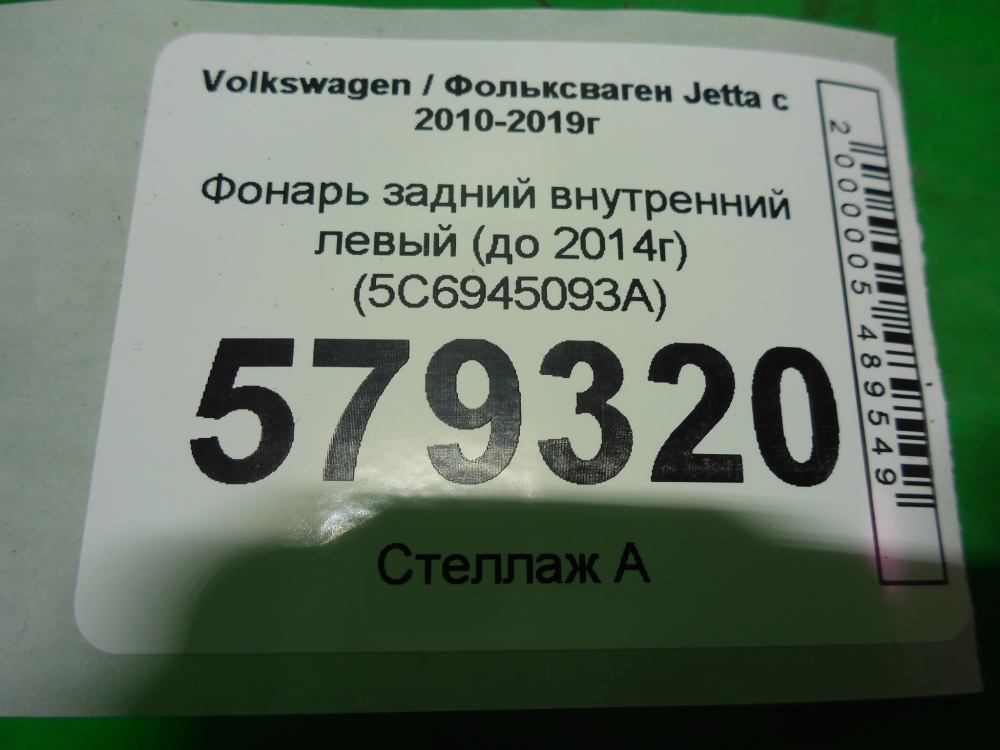 Volkswagen / Фольксваген Jetta с
2010-2019г
Фонарь задний внутренний
левый (до 2014г)
(5C6945093A)
579320
Стеллаж А
2000005489549